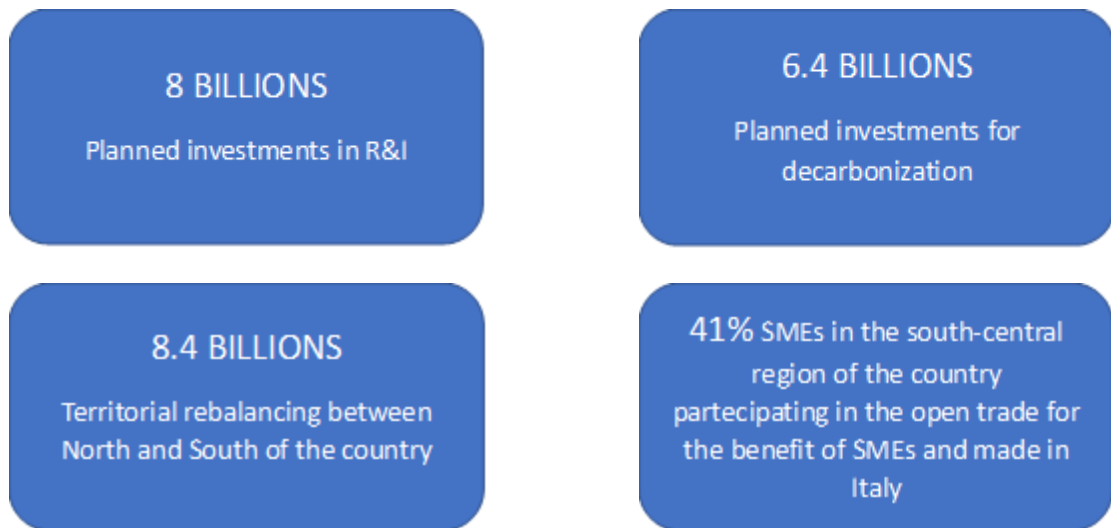 8 BILLIONS
Planned investments in R&I
6.4 BILLIONS
Planned investments for
decarbonization
8.4 BILLIONS
Territorial rebalancing between
North and South of the country
41% SMEs in the south-central
region of the country
partecipating in the open trade for
the benefit of SMEs and made in
Italy